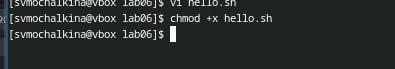 [svmochalkina@vbox lab06]$ vi hello.sh
[svmochalkina@vbox lab06]$ chmod +x hello.sh
[svmochalkina@vbox lab06]$